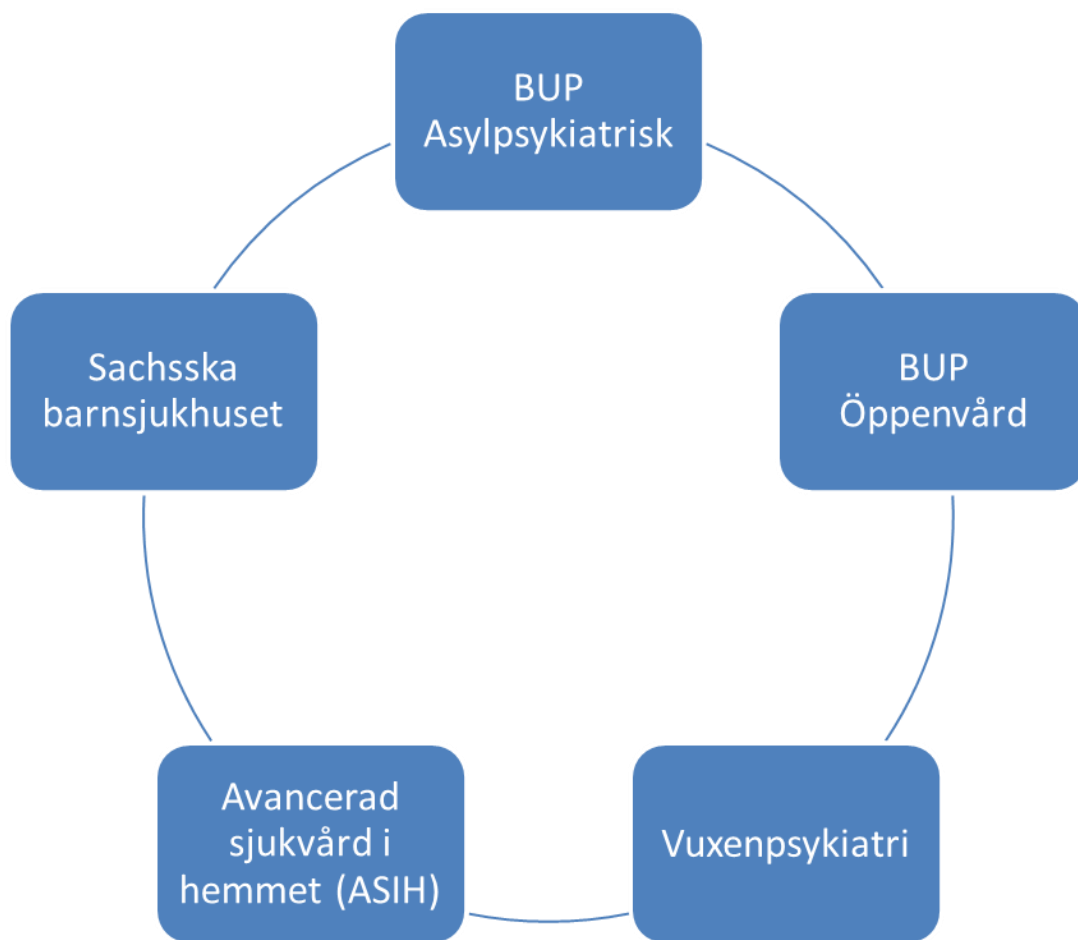 BUP
Asylpsykiatrisk
BUP
Öppenvård
Vuxenpsykiatri
Avancerad
sjukvård i
hemmet (ASIH)
Sachsska
barnsjukhuset